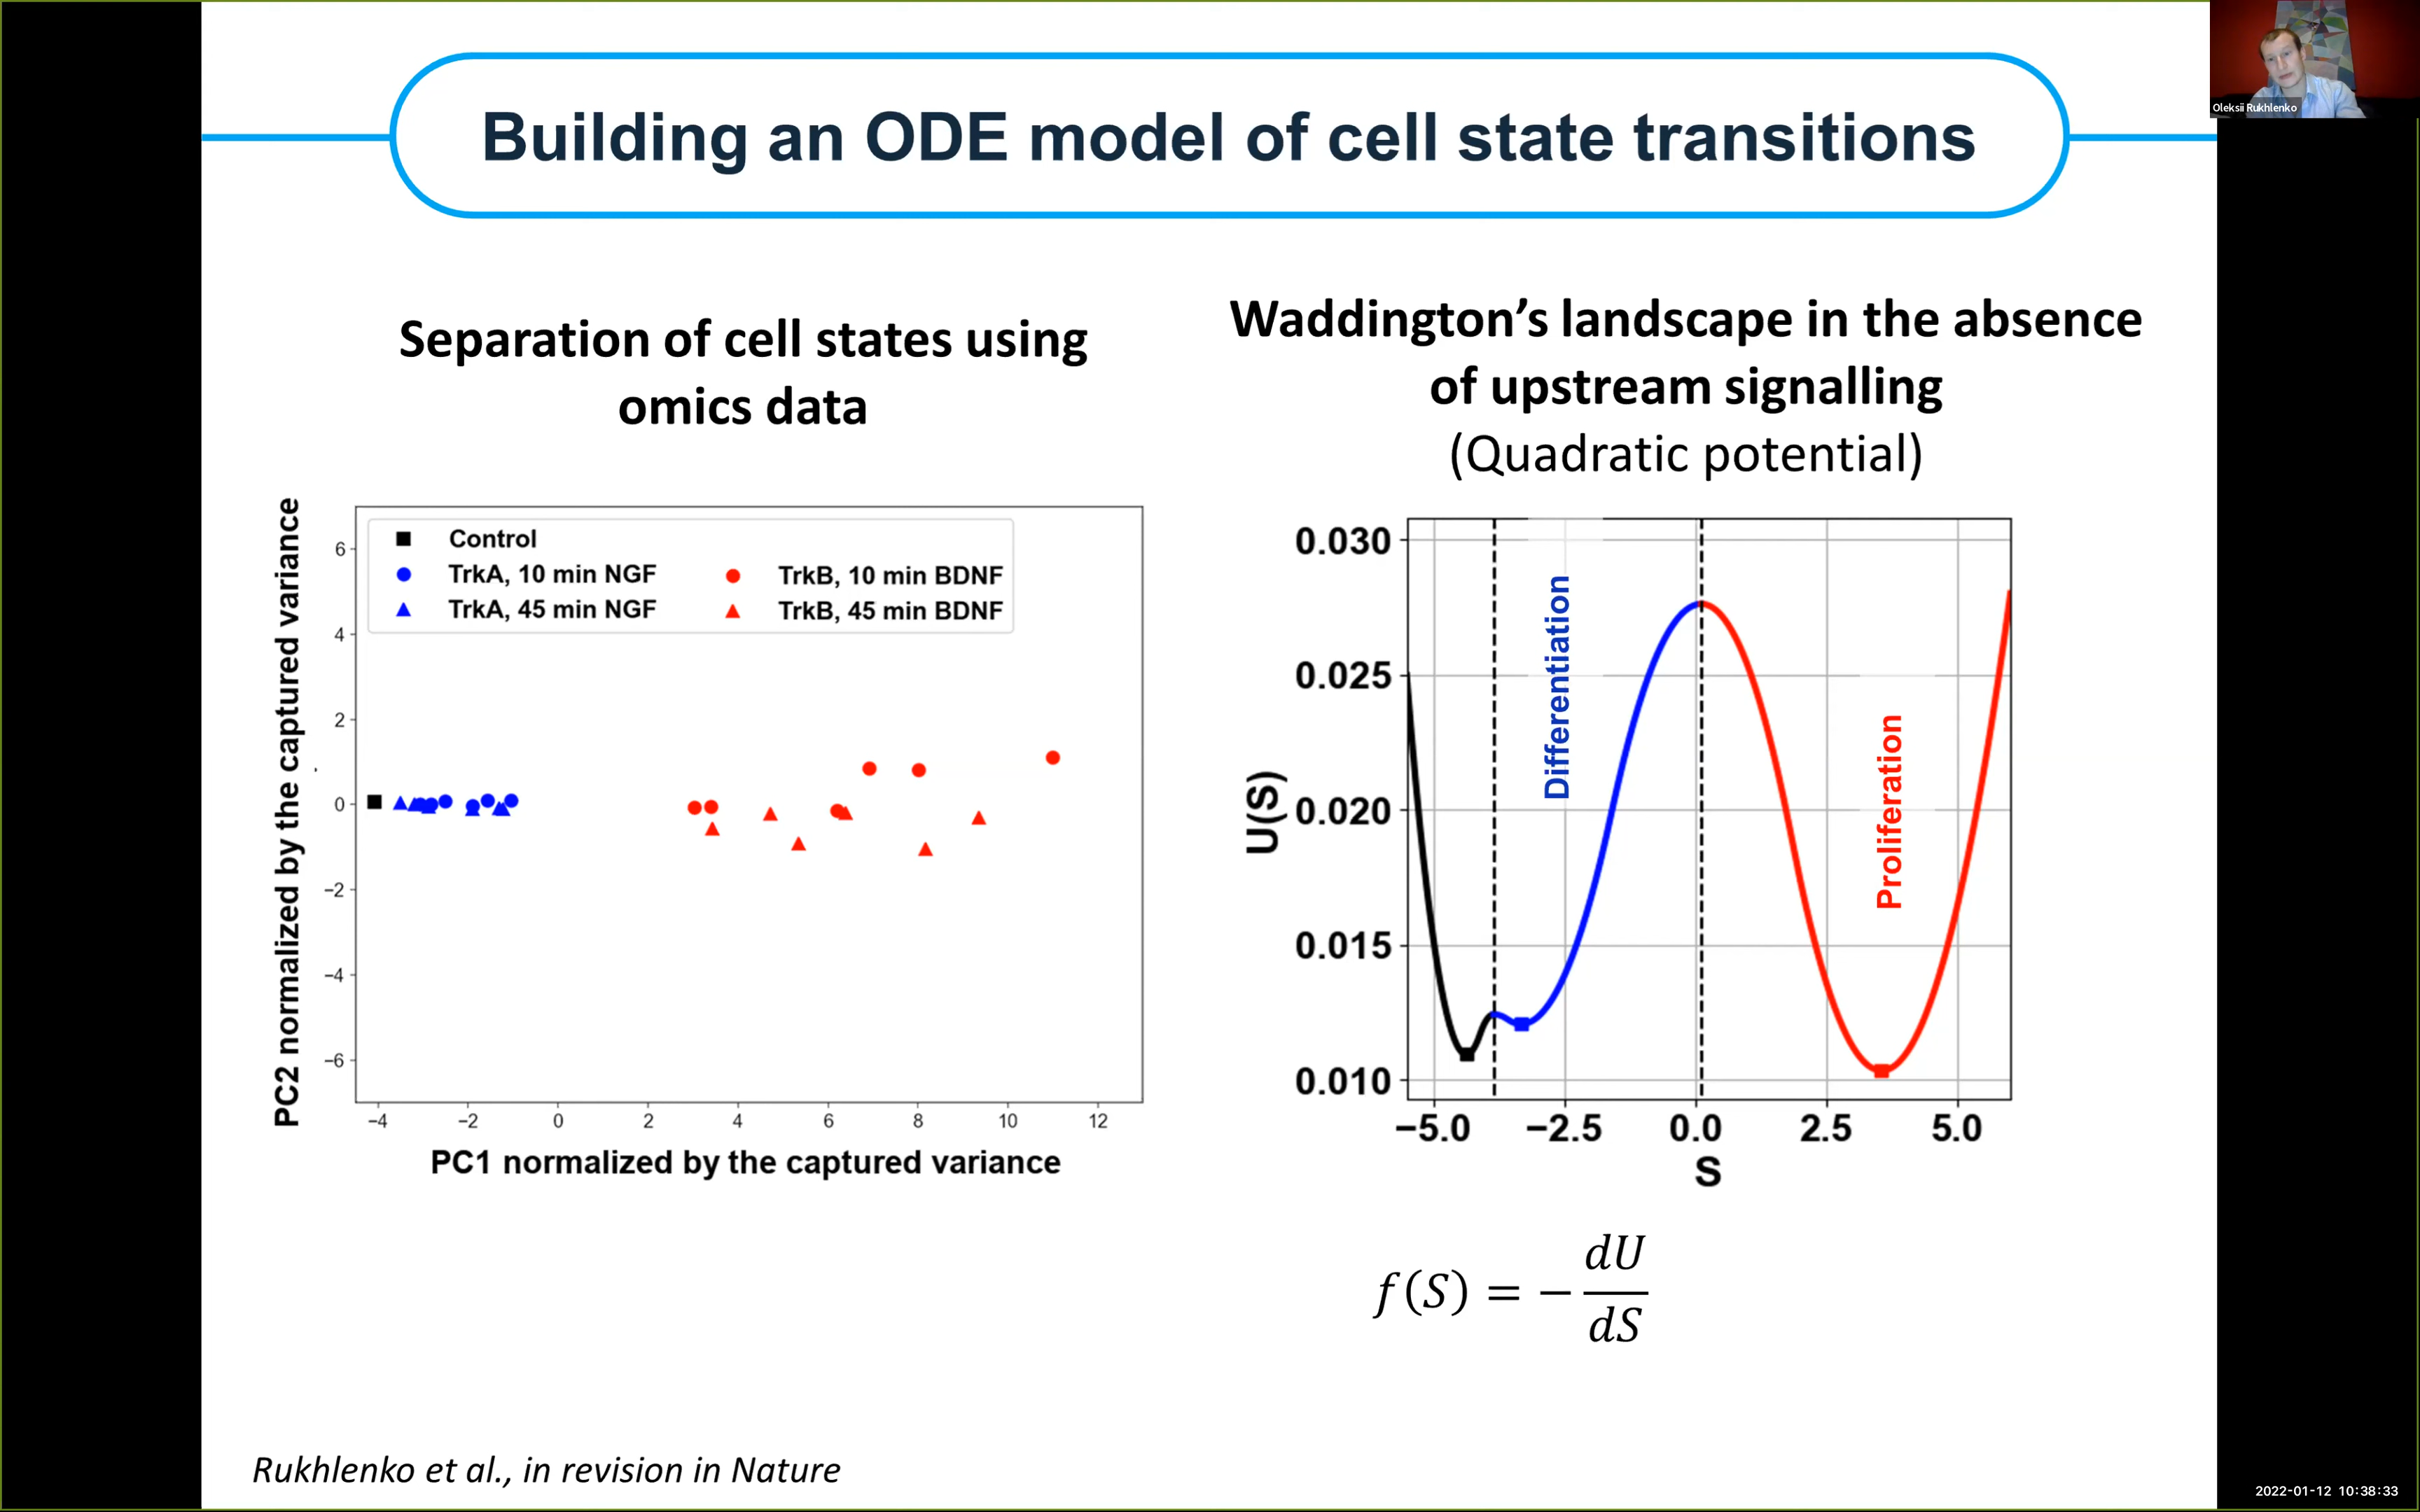 Oleksii Rukhlenko
Building an ODE model of cell state transitions
Separation of cell states using
omics data
PC2 normalized by the captured variance
6
4
2
0
−2
−4
−6
Control
TrkA, 10 min NGF
TrkB, 10 min BDNF
TrkA, 45 min NGF
TrkB, 45 min BDNF
−4 −2 0 2 4 6 8 10 12
PC1 normalized by the captured variance
Waddington’s landscape in the absence
of upstream signalling
(Quadratic potential)
U(S)
0.030
0.025
0.020
0.015
0.010
Differentiation
Proliferation
−5.0 −2.5 0.0 2.5 5.0
S
f(S) = − dU/dS
Rukhlenko et al., in revision in Nature
2022-01-12 10:38:33